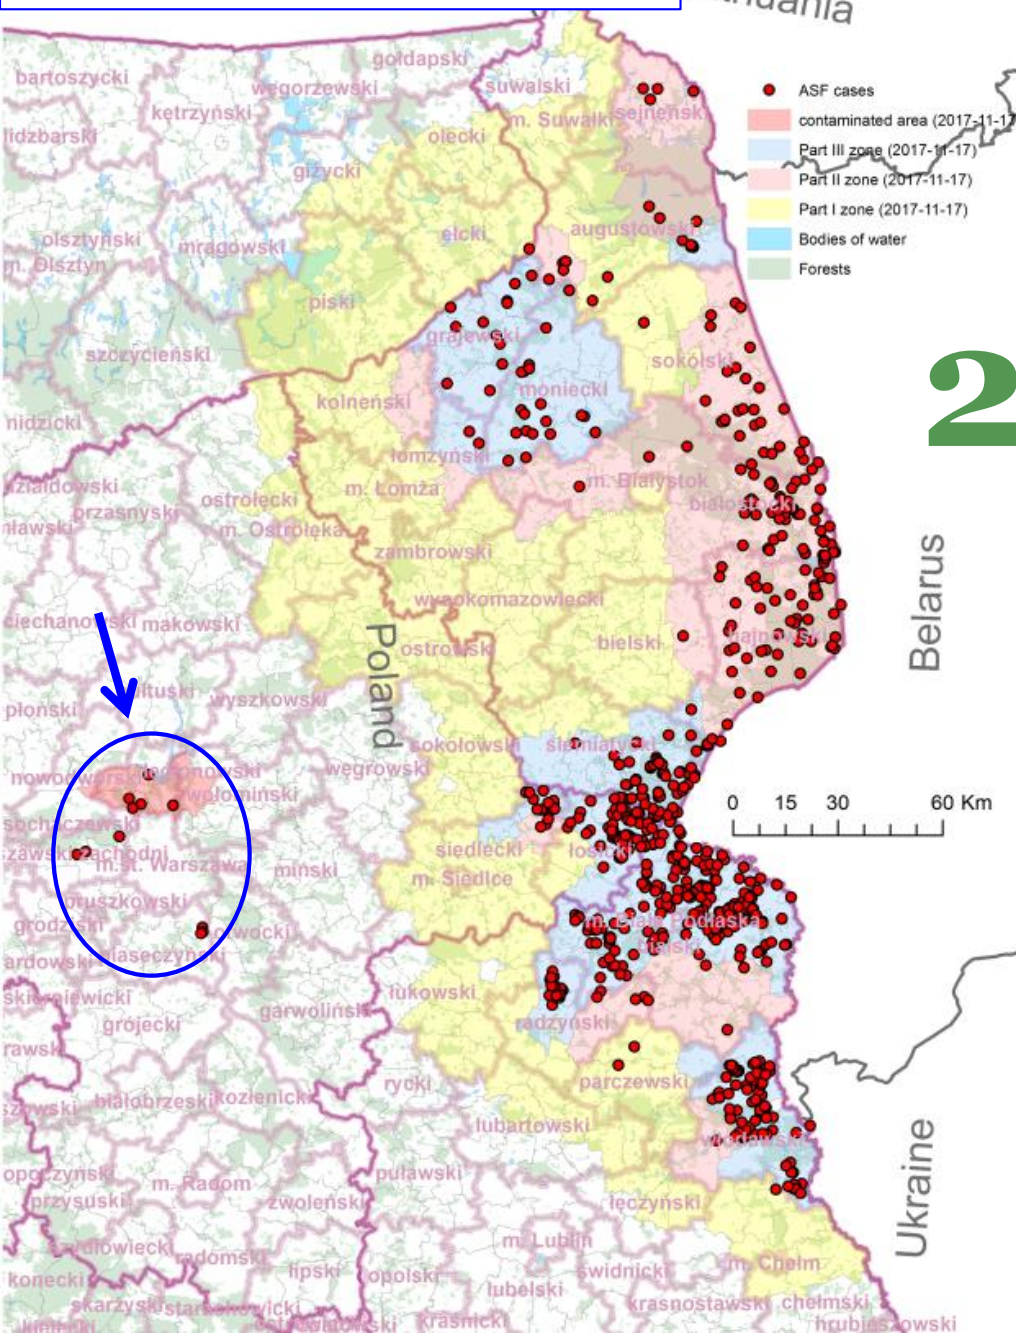 gołdapski
bartoszycki
węgorzewski
suwalski
ASF cases
kętrzyński
m. Suwałki
sejneński
contaminated area (2017-11-17
lidzbarski
olecki
Part III zone (2017-11-17)
giżycki
Part II zone (2017-11-17)
Part I zone (2017-11-17)
olsztyński
mrągowski
ełcki
augustowski
Bodies of water
m. Olsztyn
Forests
piski
grajewski
szczycieński
sokólski
2
kolneński
moniecki
nidzicki
łomżyński
m. Łomża
m. Białystok
ostrołęcki
białostocki
przasnyski
m. Ostrołęka
zambrowski
Belarus
wysokomazowiecki
ciechanowski
makowski
Poland
ostrowski
bielski
hajnowski
wyszkowski
płoński
sokołowski
siemiatycki
węgrowski
nowodworski
legionowski
wołomiński
0 15 30 60 Km
sochaczewski
siedlecki
łosicki
zachodni
m.st. Warszawa
miński
m. Siedlce
pruszkowski
grodziski
otwocki
m. Biała Podlaska
bialski
piaseczyński
skierniewicki
łukowski
garwoliński
grójecki
radzyński
rycki
parczewski
białobrzeski
kozienicki
lubartowski
włodawski
Ukraine
opoczyński
m. Radom
puławski
przysuski
zwoleński
łęczyński
szydłowiecki
radomski
m. Lublin
lipski
opolski
świdnicki
m. Chełm
konecki
lubelski
skarżyski
starachowicki
krasnostawski
chełmski
kraśnicki
hrubieszowski